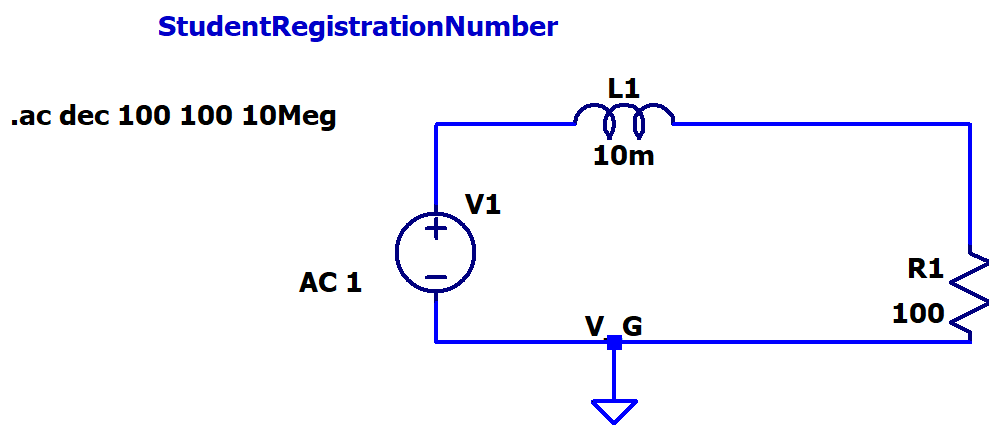 StudentRegistrationNumber
.ac dec 100 100 10Meg
L1
10m
V1
AC 1
R1
100
V_G